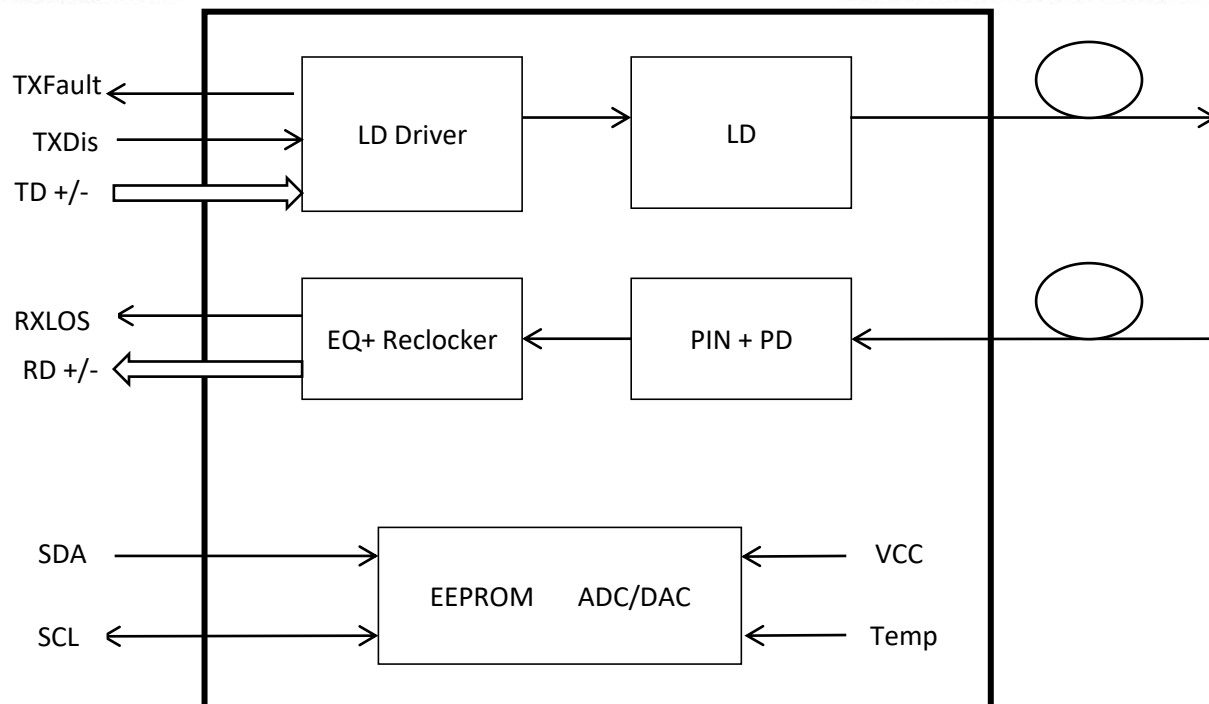 TXFault
TXDis
TD +/-
LD Driver
LD
RXLOS
RD +/-
EQ+ Reclocker
PIN + PD
SDA
SCL
EEPROM ADC/DAC
VCC
Temp